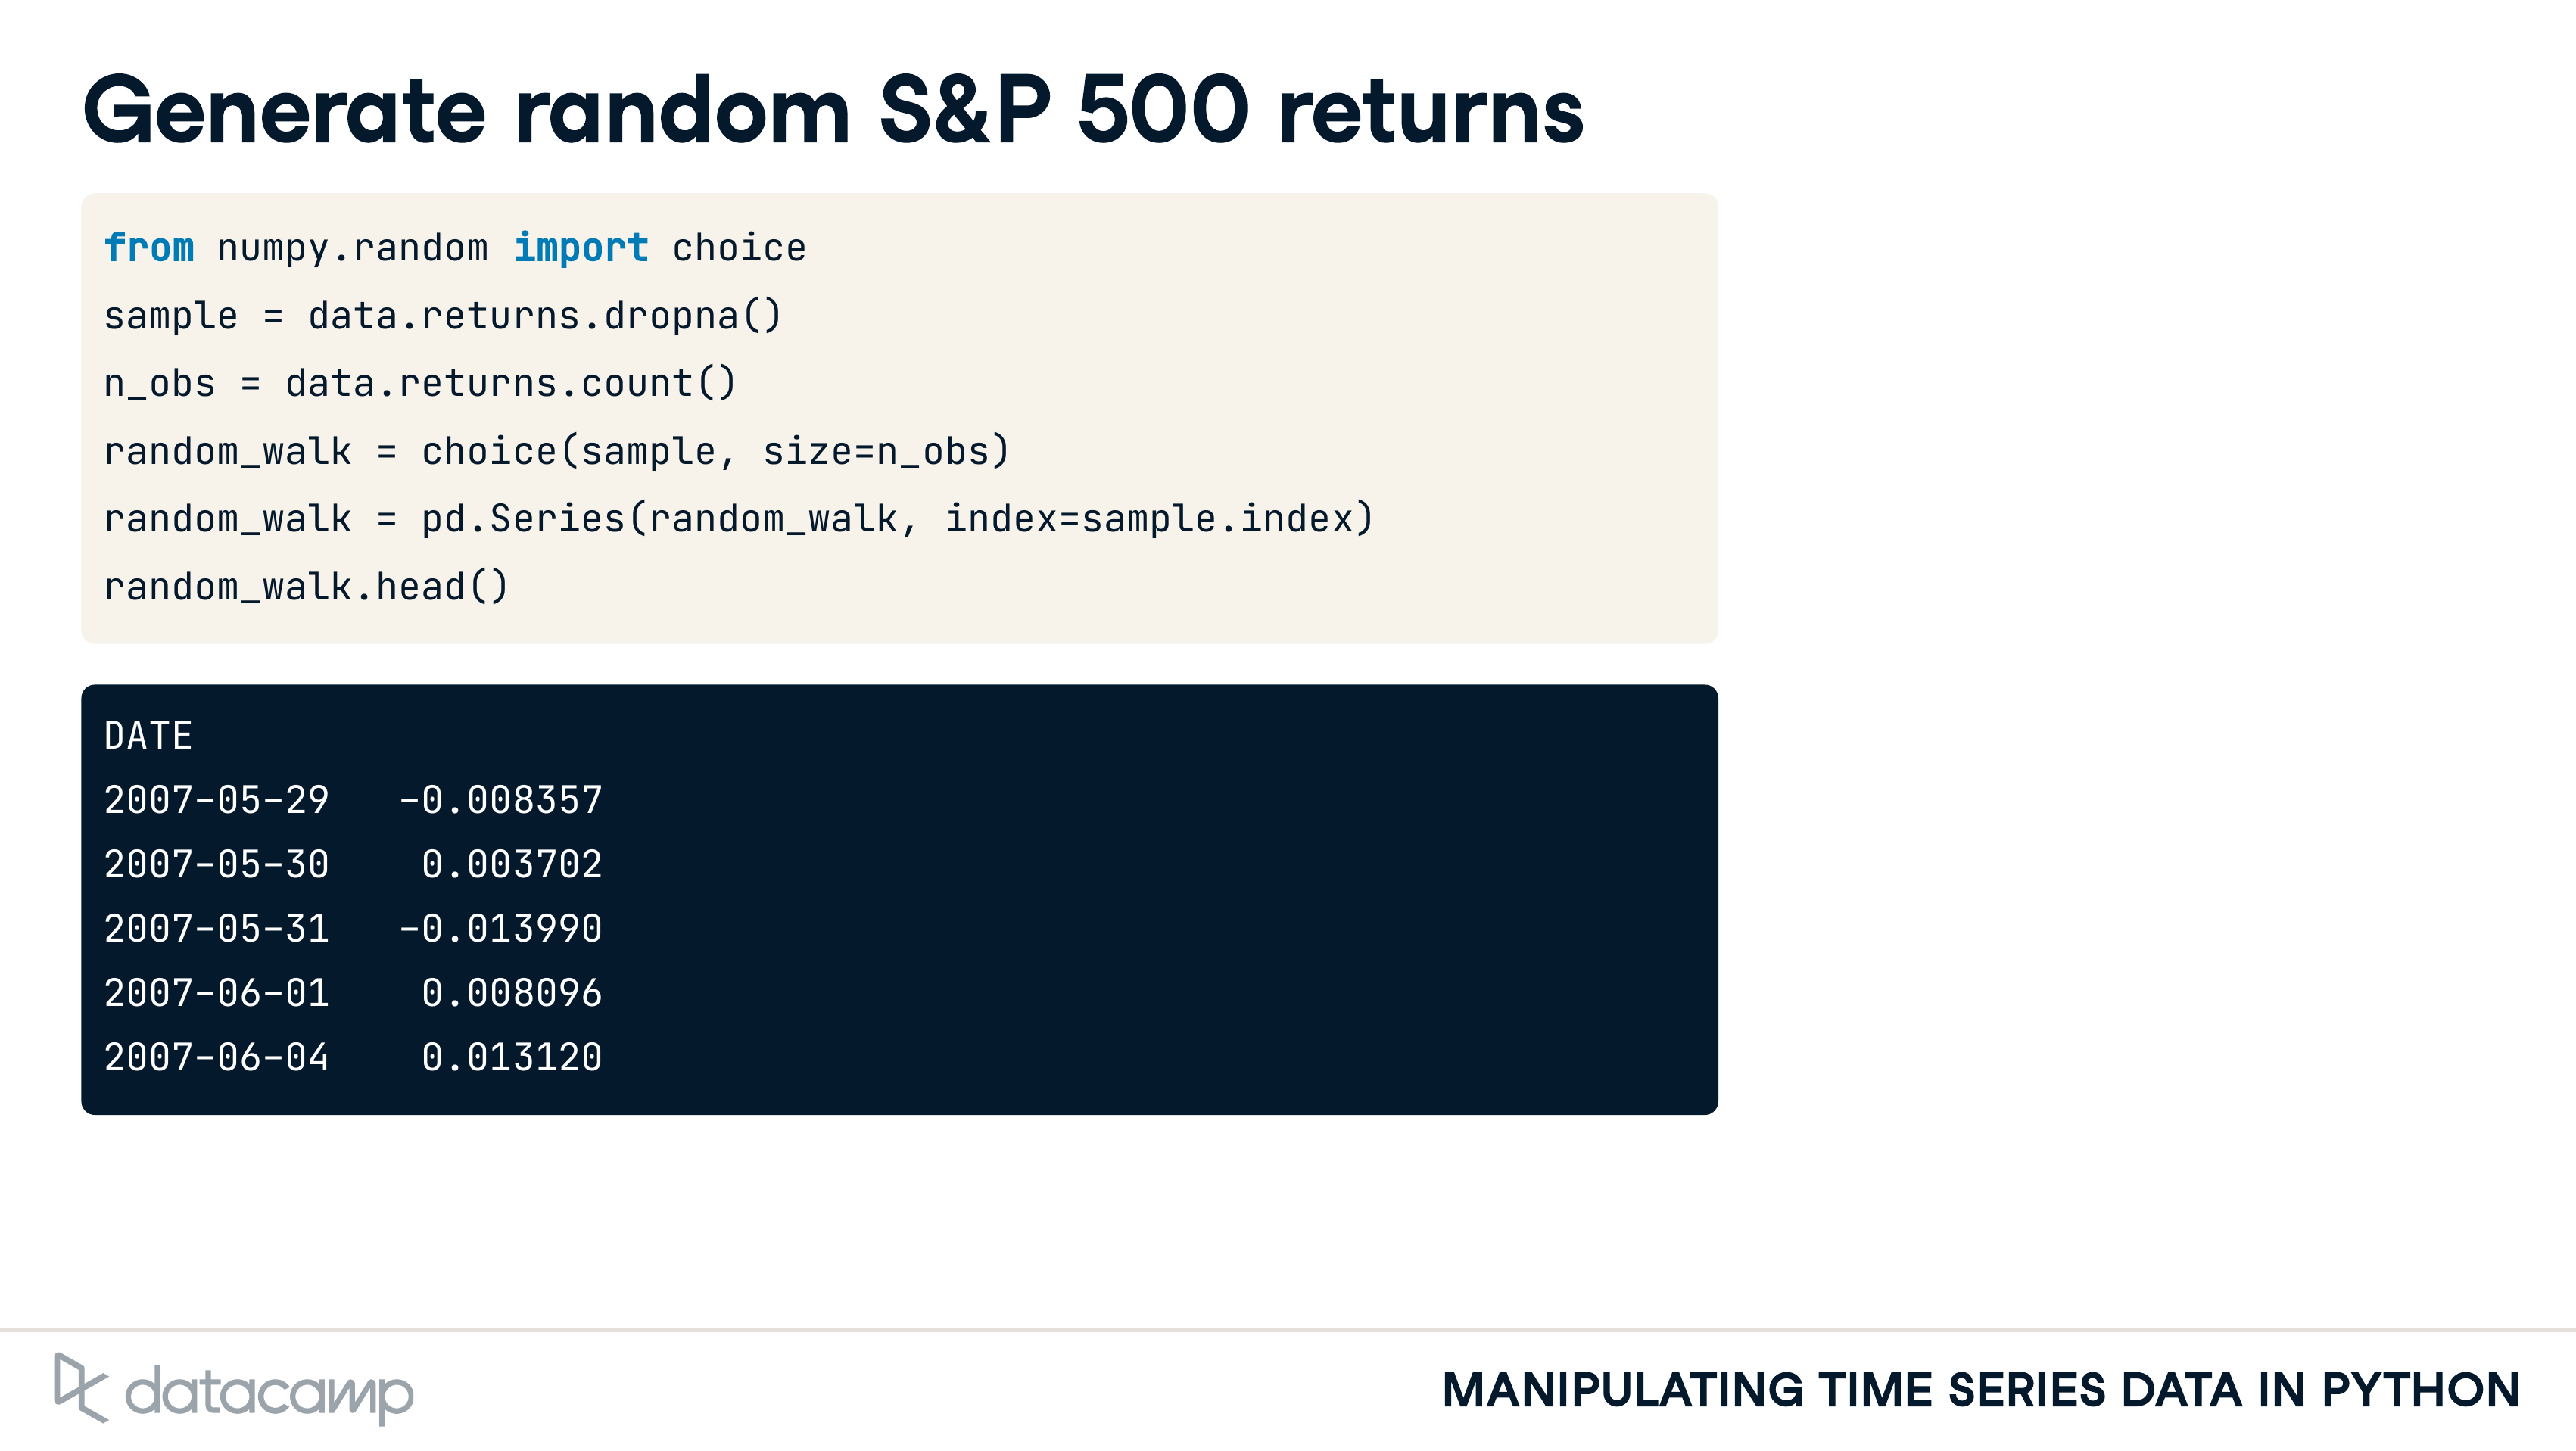 Generate random S&P 500 returns
from numpy.random import choice
sample = data.returns.dropna()
n_obs = data.returns.count()
random_walk = choice(sample, size=n_obs)
random_walk = pd.Series(random_walk, index=sample.index)
random_walk.head()
DATE
2007-05-29   -0.008357
2007-05-30    0.003702
2007-05-31   -0.013990
2007-06-01    0.008096
2007-06-04    0.013120
datacamp
MANIPULATING TIME SERIES DATA IN PYTHON